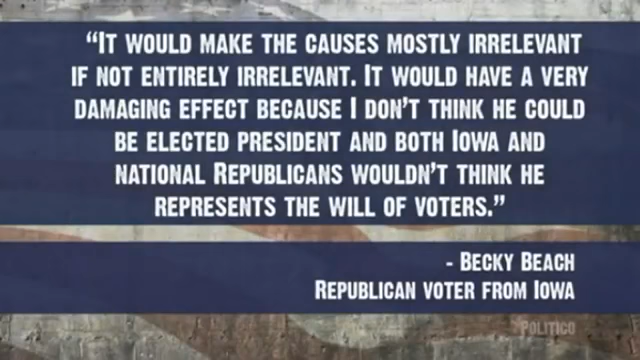 “IT WOULD MAKE THE CAUSES MOSTLY IRRELEVANT
IF NOT ENTIRELY IRRELEVANT. IT WOULD HAVE A VERY
DAMAGING EFFECT BECAUSE I DON’T THINK HE COULD
BE ELECTED PRESIDENT AND BOTH IOWA AND
NATIONAL REPUBLICANS WOULDN’T THINK HE
REPRESENTS THE WILL OF VOTERS.”
- BECKY BEACH
REPUBLICAN VOTER FROM IOWA
POLITICO